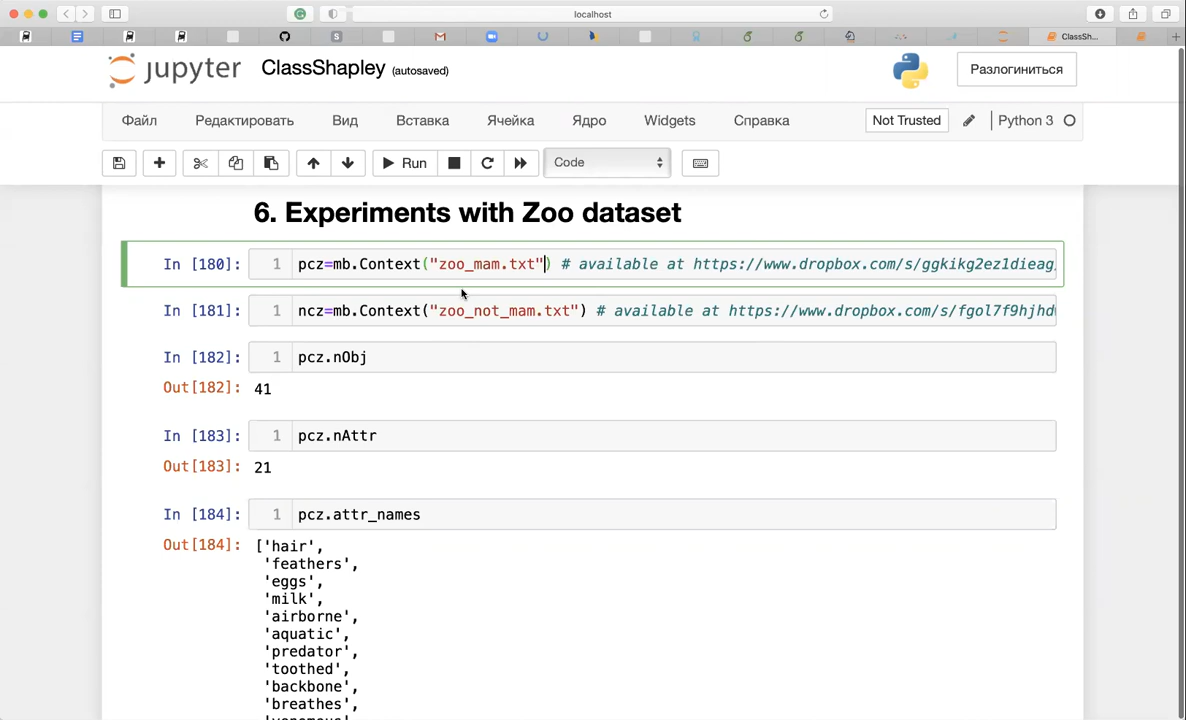 localhost
ClassSh...
jupyter ClassShapley (autosaved)
Разлогиниться
Файл Редактировать Вид Вставка Ячейка Ядро Widgets Справка Not Trusted Python 3
Run Code
6. Experiments with Zoo dataset
In [180]: 1 pcz=mb.Context("zoo_mam.txt") # available at https://www.dropbox.com/s/ggkikg2ez1dieag
In [181]: 1 ncz=mb.Context("zoo_not_mam.txt") # available at https://www.dropbox.com/s/fgol7f9hjhd
In [182]: 1 pcz.nObj
Out[182]: 41
In [183]: 1 pcz.nAttr
Out[183]: 21
In [184]: 1 pcz.attr_names
Out[184]: ['hair',
'feathers',
'eggs',
'milk',
'airborne',
'aquatic',
'predator',
'toothed',
'backbone',
'breathes',